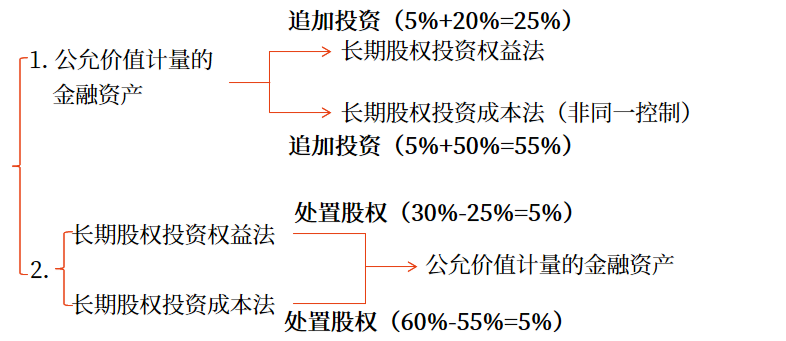 追加投资（5%+20%=25%）
长期股权投资权益法
1. 公允价值计量的
金融资产
长期股权投资成本法（非同一控制）
追加投资（5%+50%=55%）
处置股权（30%-25%=5%）
长期股权投资权益法
公允价值计量的金融资产
2.
长期股权投资成本法
处置股权（60%-55%=5%）